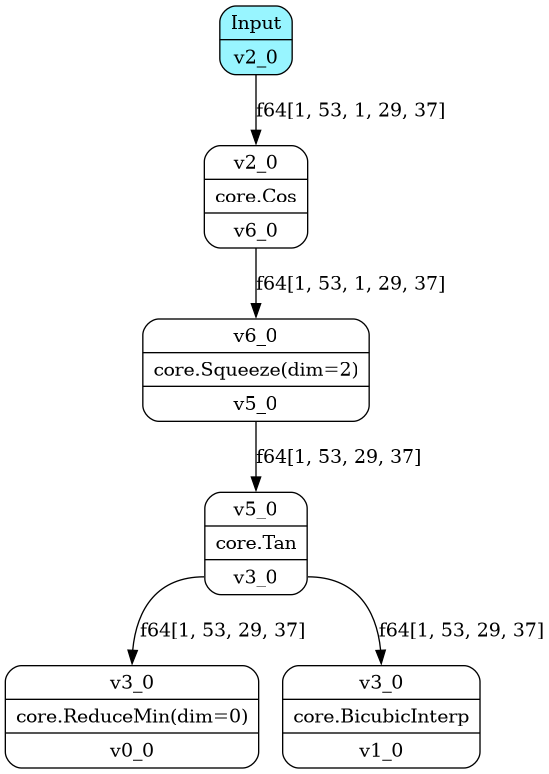 Input
v2_0
f64[1, 53, 1, 29, 37]
v2_0
core.Cos
v6_0
f64[1, 53, 1, 29, 37]
v6_0
core.Squeeze(dim=2)
v5_0
f64[1, 53, 29, 37]
v5_0
core.Tan
v3_0
f64[1, 53, 29, 37]
f64[1, 53, 29, 37]
v3_0
core.ReduceMin(dim=0)
v0_0
v3_0
core.BicubicInterp
v1_0